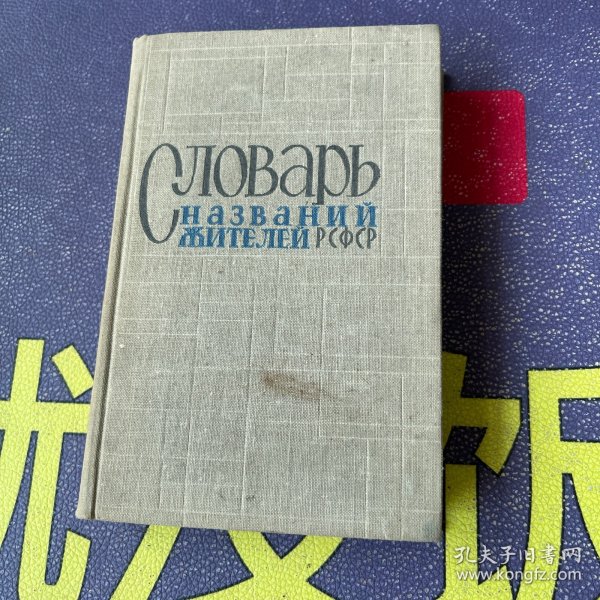 Словарь
названий
жителей РСФСР
孔夫子旧书网
www.kongfz.com